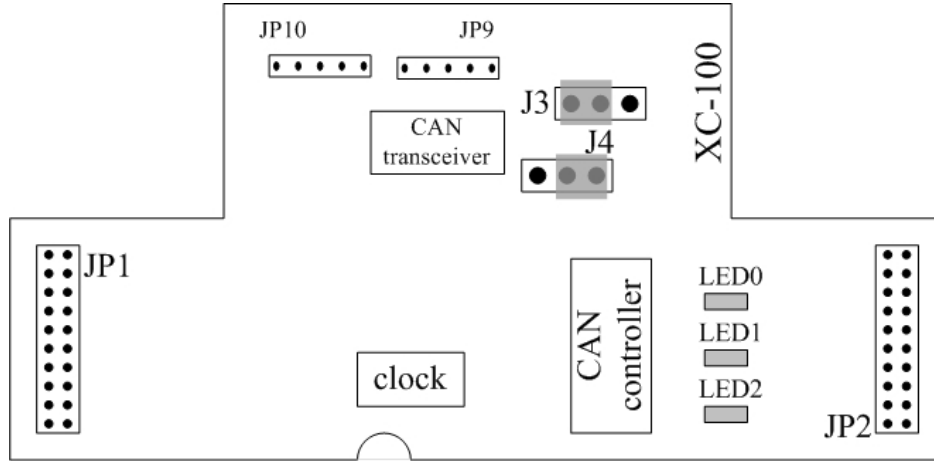 JP10
JP9
J3
XC-100
CAN
transceiver
J4
JP1
CAN
controller
LED0
LED1
clock
LED2
JP2